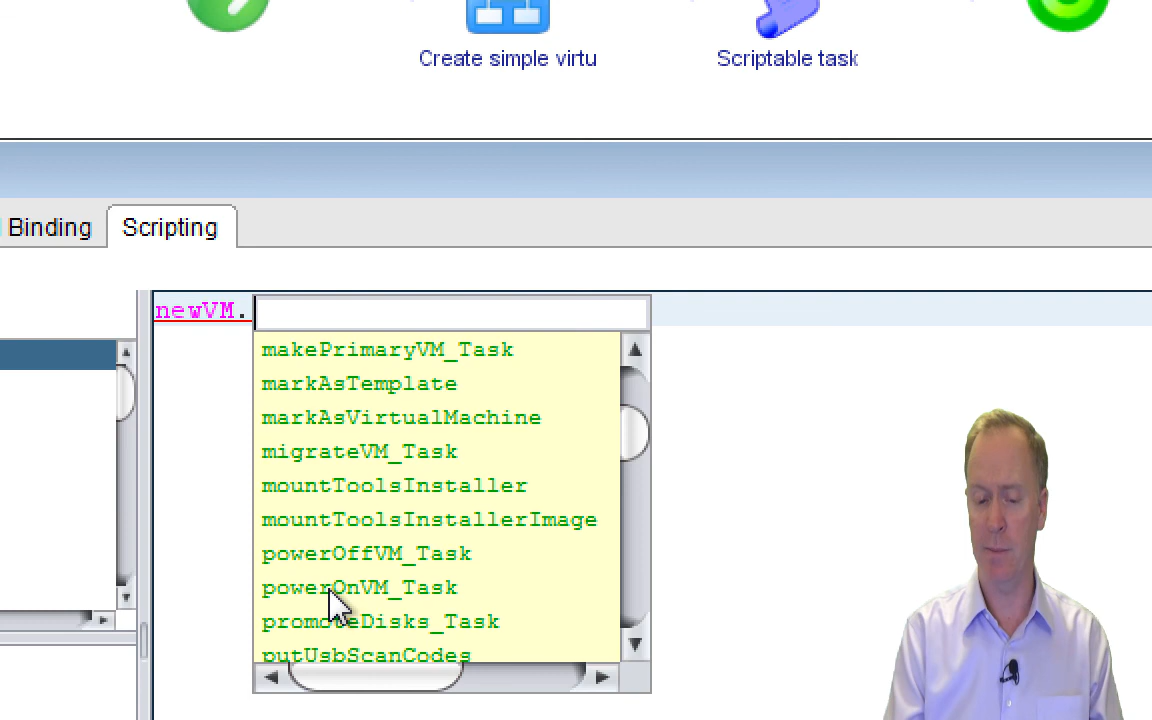 Create simple virtu
Scriptable task
Binding
Scripting
newVM.
makePrimaryVM_Task
markAsTemplate
markAsVirtualMachine
migrateVM_Task
mountToolsInstaller
mountToolsInstallerImage
powerOffVM_Task
powerOnVM_Task
promoteDisks_Task
putUsbScanCodes